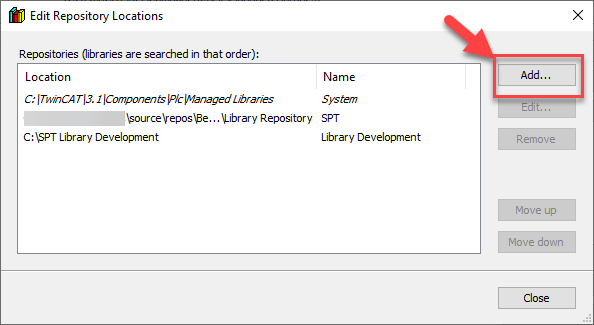 Edit Repository Locations
Repositories (libraries are searched in that order):
Location Name
C:\TwinCAT\3.1\Components\Plc\Managed Libraries System
\source\repos\Be...\Library Repository SPT
C:\SPT Library Development Library Development
Add...
Edit...
Remove
Move up
Move down
Close